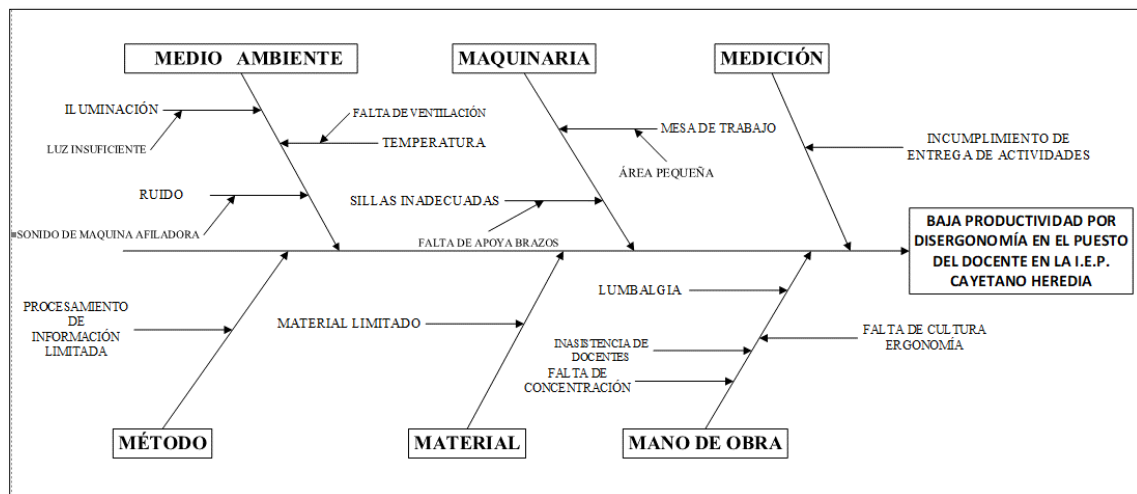 MEDIO AMBIENTE
MAQUINARIA
MEDICIÓN
ILUMINACIÓN
LUZ INSUFICIENTE
FALTA DE VENTILACIÓN
TEMPERATURA
RUIDO
SONIDO DE MAQUINA AFILADORA
MESA DE TRABAJO
ÁREA PEQUEÑA
SILLAS INADECUADAS
FALTA DE APOYA BRAZOS
INCUMPLIMIENTO DE
ENTREGA DE ACTIVIDADES
BAJA PRODUCTIVIDAD POR
DISERGONOMÍA EN EL PUESTO
DEL DOCENTE EN LA I.E.P.
CAYETANO HEREDIA
PROCESAMIENTO
DE
INFORMACIÓN
LIMITADA
MATERIAL LIMITADO
LUMBALGIA
INASISTENCIA DE
DOCENTES
FALTA DE
CONCENTRACIÓN
FALTA DE CULTURA
ERGONOMÍA
MÉTODO
MATERIAL
MANO DE OBRA